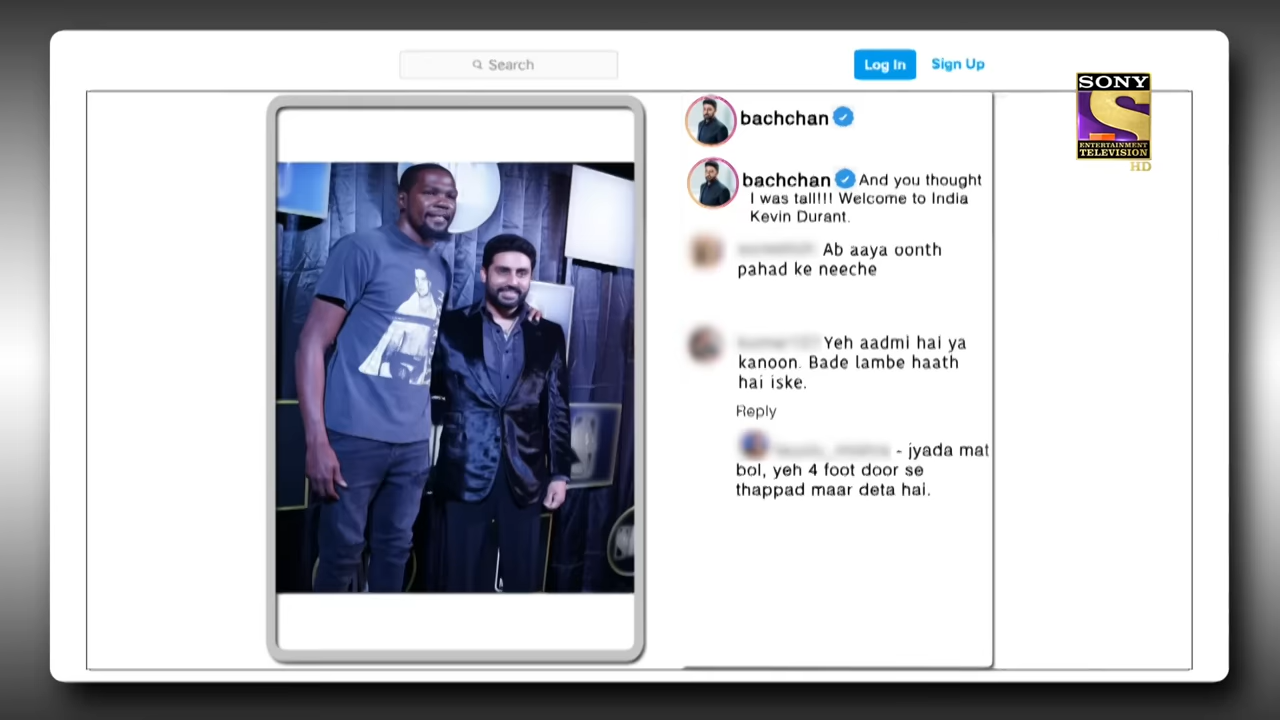 Search
Log In
Sign Up
SONY
ENTERTAINMENT
TELEVISION
HD
bachchan
bachchan And you thought
I was tall!!! Welcome to India
Kevin Durant.
Ab aaya oonth
pahad ke neeche
Yeh aadmi hai ya
kanoon. Bade lambe haath
hai iske.
Reply
- jyada mat
bol, yeh 4 foot door se
thappad maar deta hai.